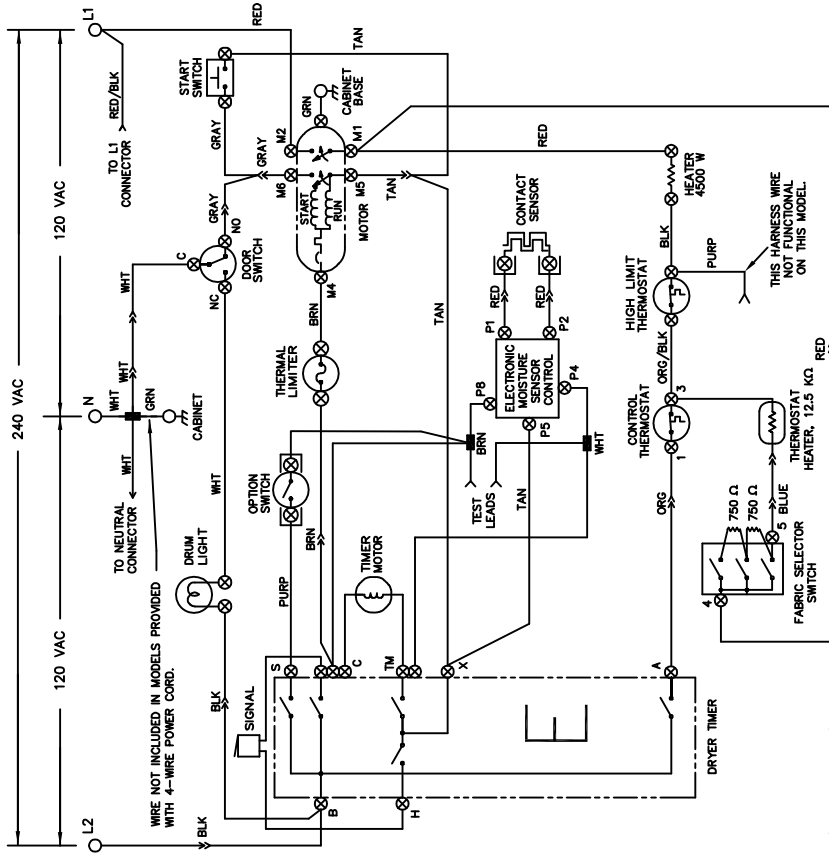 240 VAC
120 VAC
120 VAC
L2
N
L1
BLK
WHT
WHT
WHT
WHT
GRN
CABINET
TO NEUTRAL
CONNECTOR
WIRE NOT INCLUDED IN MODELS PROVIDED
WITH 4-WIRE POWER CORD.
TO L1
CONNECTOR
RED/BLK
RED
DRUM
LIGHT
BLK
WHT
C
NC
NO
DOOR
SWITCH
GRAY
GRAY
GRAY
START
SWITCH
TAN
SIGNAL
S
B
H
C
TM
X
A
DRYER TIMER
PURP
OPTION
SWITCH
BRN
TIMER
MOTOR
THERMAL
LIMITER
BRN
M4
M6
M2
M5
M1
START
RUN
MOTOR
GRN
CABINET
BASE
TAN
TAN
RED
TEST
LEADS
BRN
TAN
WHT
P8
P1
P2
P4
P5
ELECTRONIC
MOISTURE
SENSOR
CONTROL
RED
RED
CONTACT
SENSOR
ORG
1
CONTROL
THERMOSTAT
3
ORG/BLK
HIGH LIMIT
THERMOSTAT
BLK
PURP
HEATER
4500 W
THIS HARNESS WIRE
NOT FUNCTIONAL
ON THIS MODEL.
4
750 Ω
750 Ω
5
BLUE
FABRIC SELECTOR
SWITCH
THERMOSTAT
HEATER, 12.5 KΩ
RED